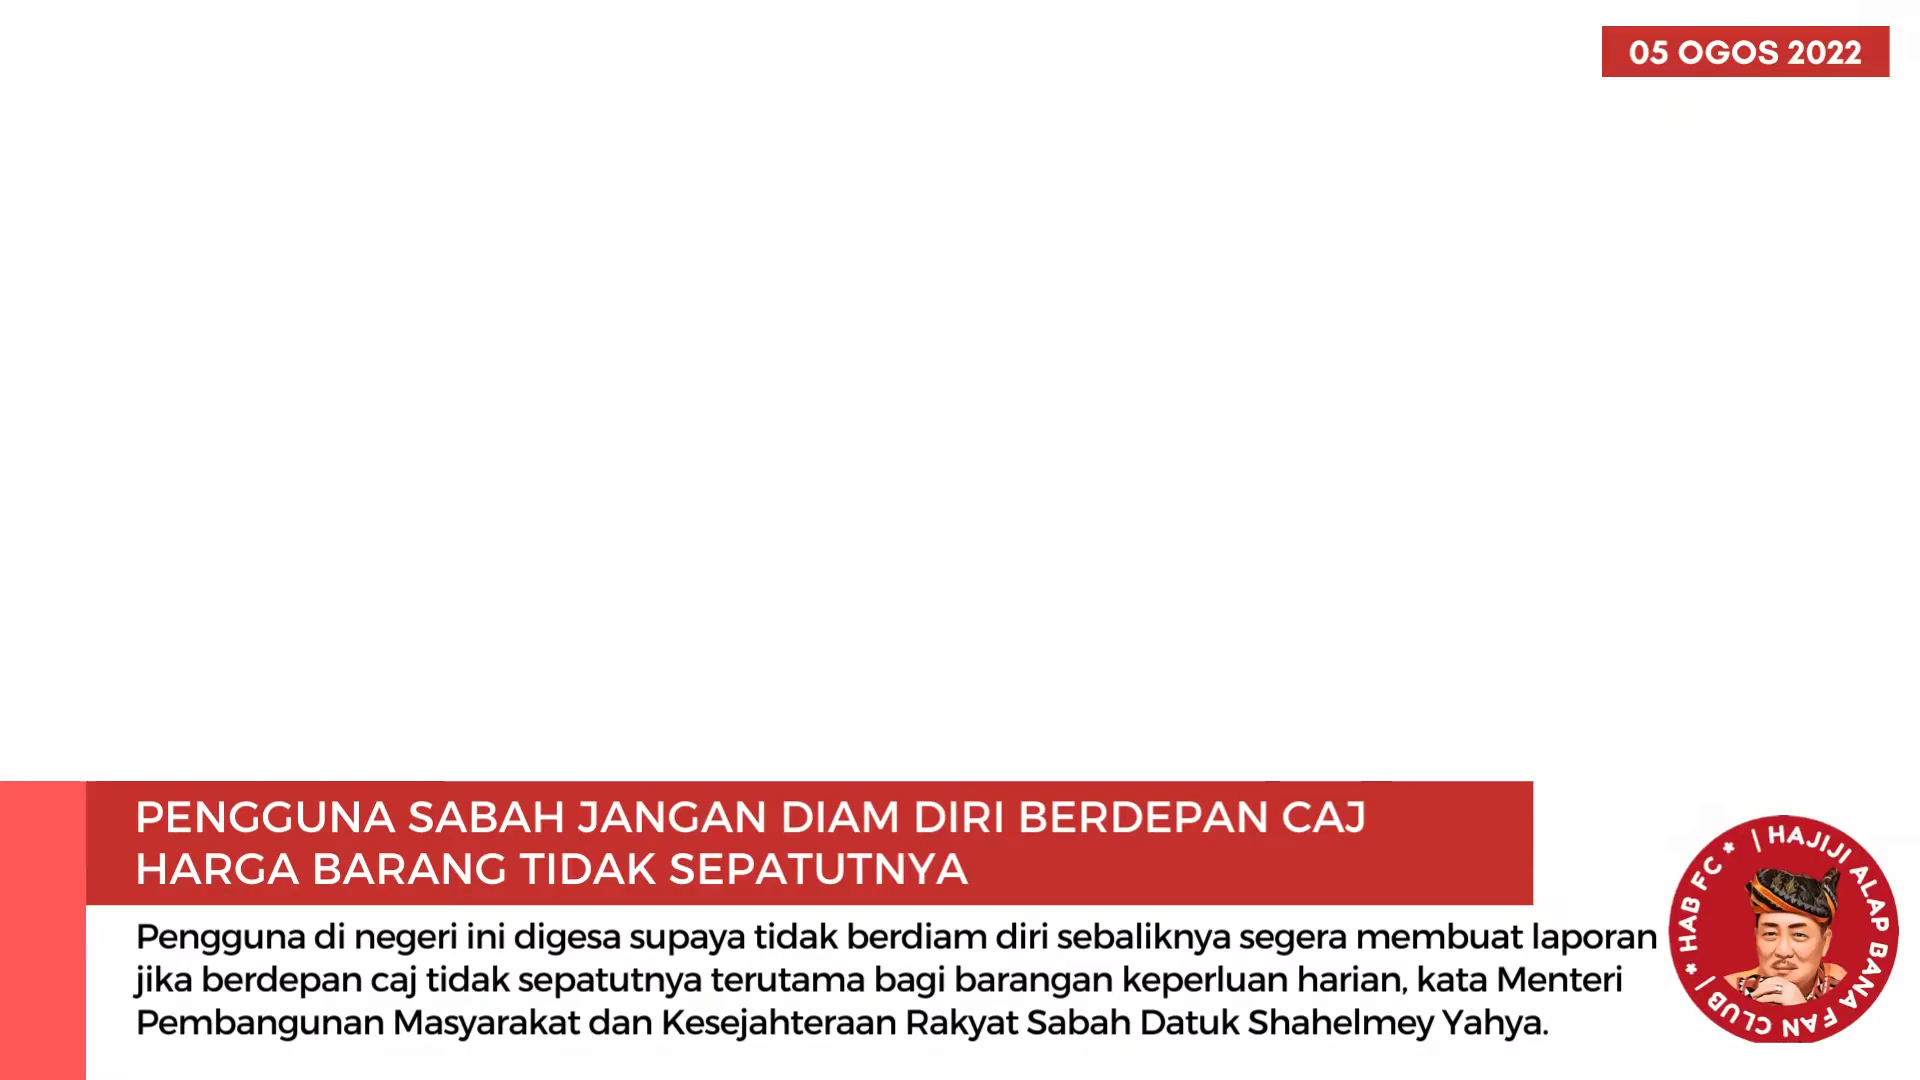 05 OGOS 2022
PENGGUNA SABAH JANGAN DIAM DIRI BERDEPAN CAJ
HARGA BARANG TIDAK SEPATUTNYA
Pengguna di negeri ini digesa supaya tidak berdiam diri sebaliknya segera membuat laporan
jika berdepan caj tidak sepatutnya terutama bagi barangan keperluan harian, kata Menteri
Pembangunan Masyarakat dan Kesejahteraan Rakyat Sabah Datuk Shahelmey Yahya.
* HAB FC * | HAJIJI ALAP BANA FAN CLUB |